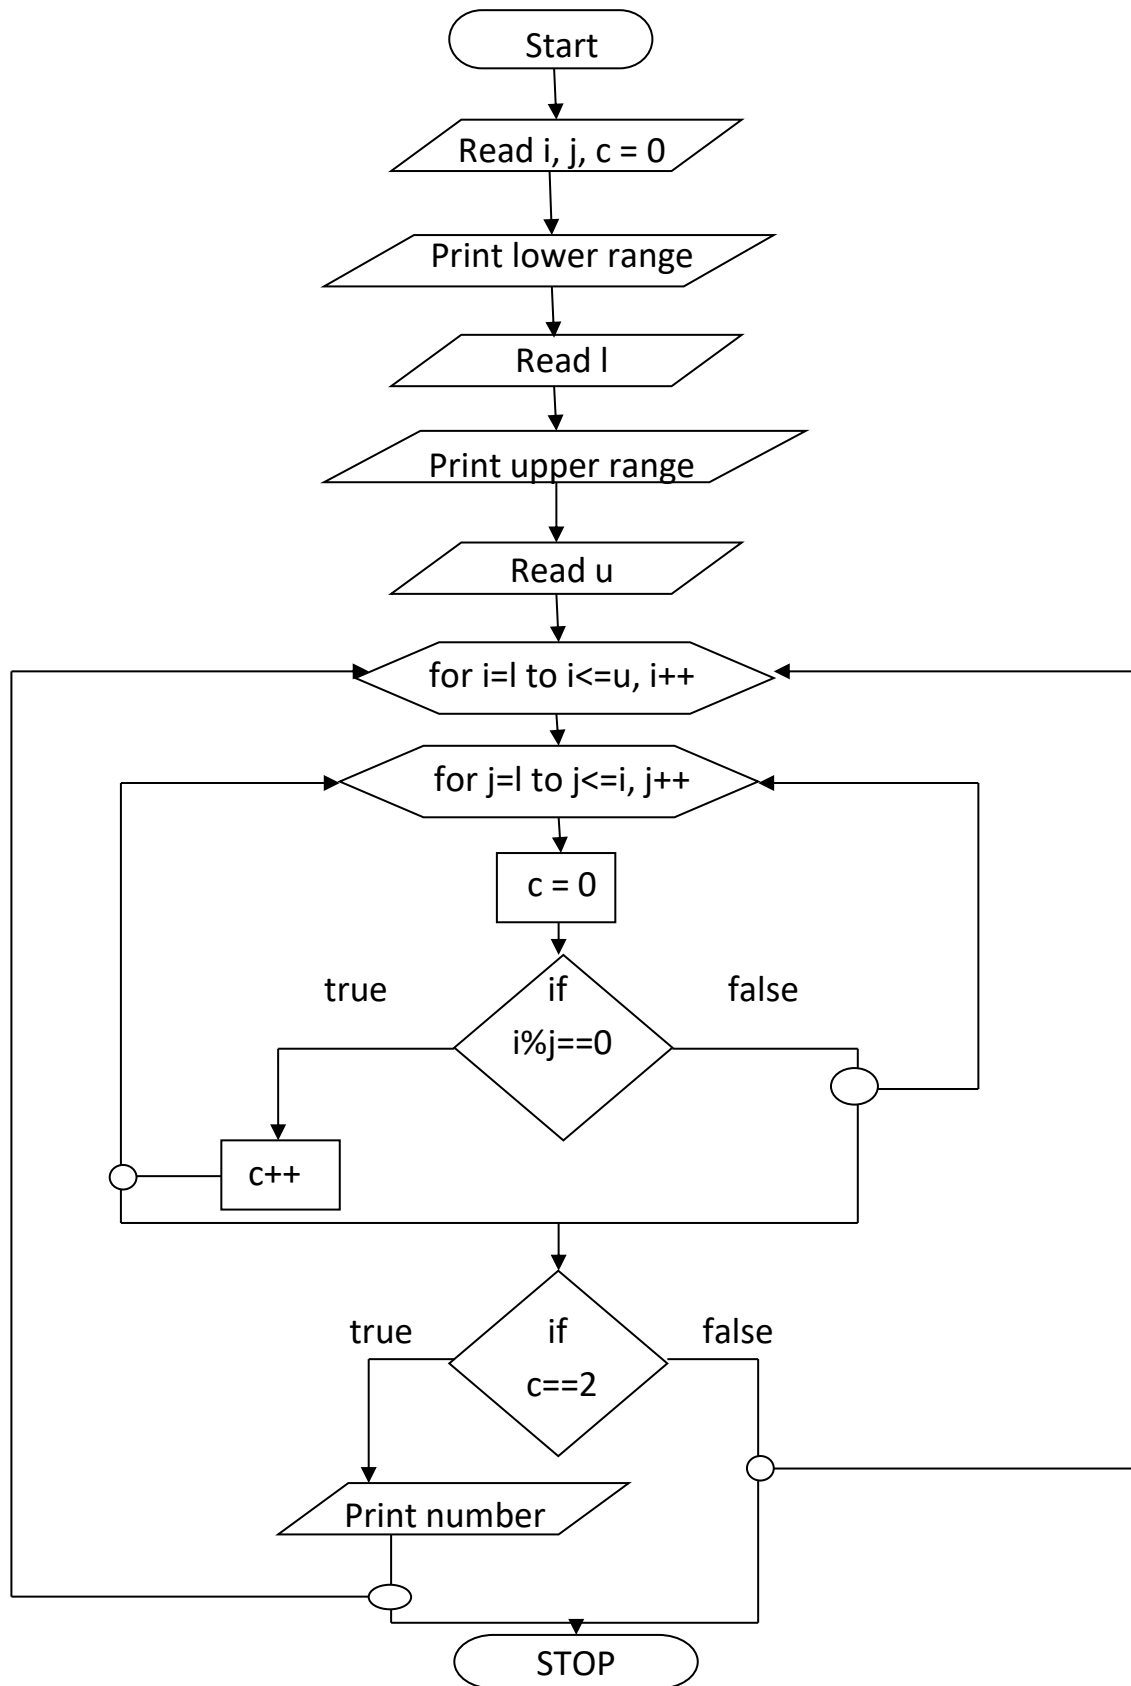 Start
Read i, j, c = 0
Print lower range
Read l
Print upper range
Read u
for i=l to i<=u, i++
for j=l to j<=i, j++
c = 0
true
if
false
i%j==0
c++
true
if
false
c==2
Print number
STOP